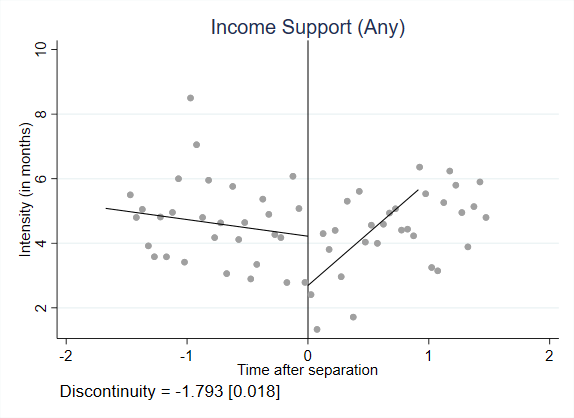 Income Support (Any)
Intensity (in months)
10
8
6
4
2
-2 -1 0 1 2
Time after separation
Discontinuity = -1.793 [0.018]